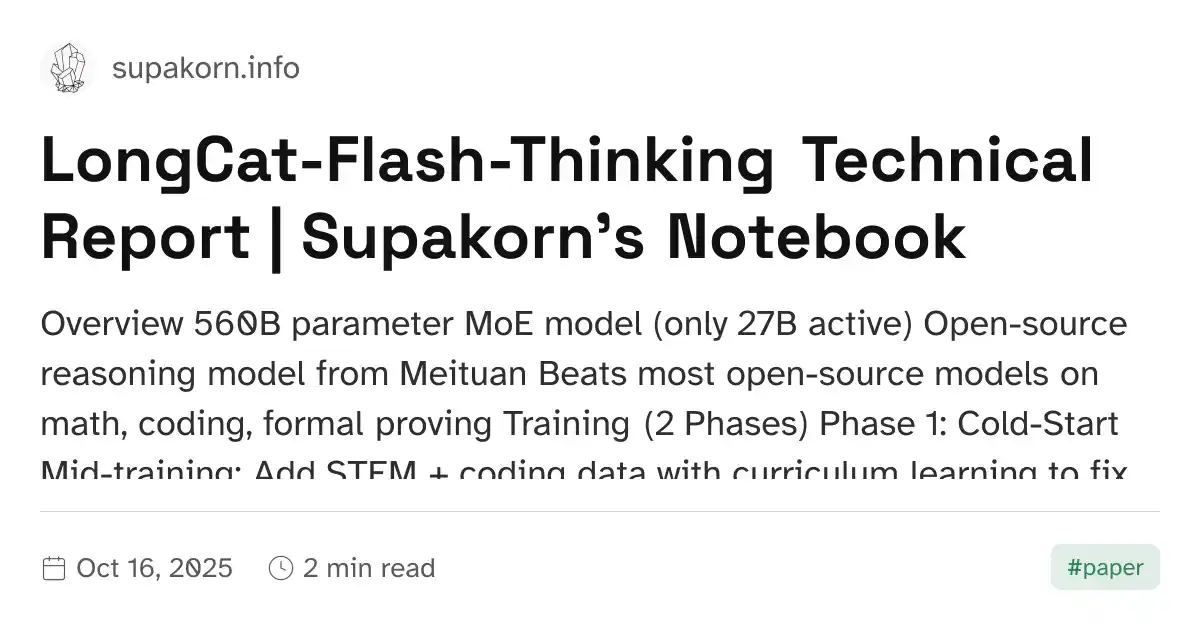 supakorn.info
LongCat-Flash-Thinking Technical
Report | Supakorn’s Notebook
Overview 560B parameter MoE model (only 27B active) Open-source
reasoning model from Meituan Beats most open-source models on
math, coding, formal proving Training (2 Phases) Phase 1: Cold-Start
Mid-training: Add STEM + coding data with curriculum learning to fix
Oct 16, 2025
2 min read
#paper